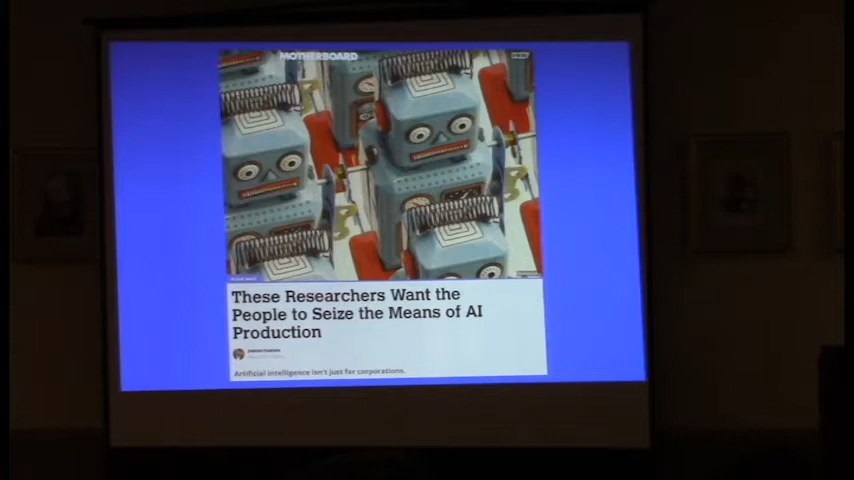 MOTHERBOARD
These Researchers Want the
People to Seize the Means of AI
Production
Artificial intelligence isn't just for corporations.